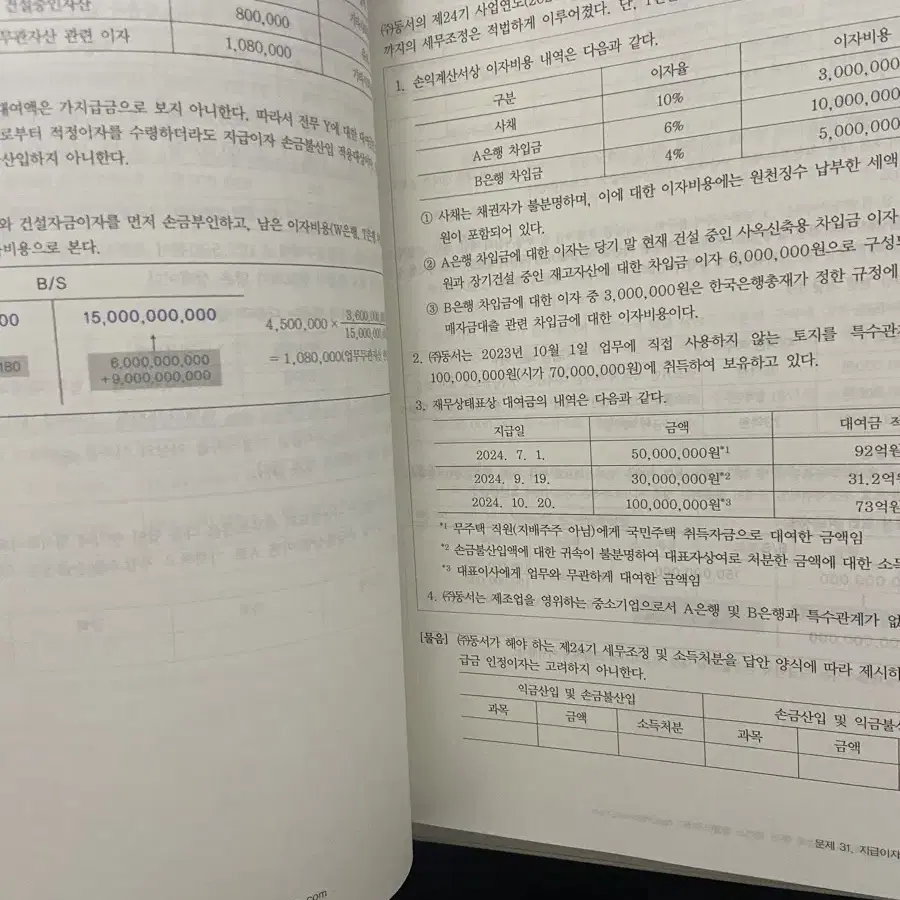 건설중인자산 800,000
무관자산 관련 이자 1,080,000
대여액은 가지급금으로 보지 아니한다. 따라서 전무 Y에 대한
로부터 적정이자를 수령하더라도 지급이자 손금불산입 적용대상
산입하지 아니한다.
와 건설자금이자를 먼저 손금부인하고, 남은 이자비용(W은행,
비용으로 본다.
B/S
00 15,000,000,000
180 6,000,000,000
+9,000,000,000
4,500,000× 3,600,000
15,000,00
= 1,080,000(업무무관
㈜동서의 제24기 사업연도(20
까지의 세무조정은 적법하게 이루어졌다. 단,
1. 손익계산서상 이자비용 내역은 다음과 같다.
구분 이자율 이자비용
사채 10% 3,000,000
A은행 차입금 6% 10,000,000
B은행 차입금 4% 5,000,000
① 사채는 채권자가 불분명하며, 이에 대한 이자비용에는 원천징수 납부한 세액
원이 포함되어 있다.
② A은행 차입금에 대한 이자는 당기 말 현재 건설 중인 사옥신축용 차입금 이자
원과 장기건설 중인 재고자산에 대한 차입금 이자 6,000,000원으로 구성
③ B은행 차입금에 대한 이자 중 3,000,000원은 한국은행총재가 정한 규정에
매자금대출 관련 차입금에 대한 이자비용이다.
2. ㈜동서는 2023년 10월 1일 업무에 직접 사용하지 않는 토지를 특수관
100,000,000원(시가 70,000,000원)에 취득하여 보유하고 있다.
3. 재무상태표상 대여금의 내역은 다음과 같다.
지급일 금액 대여금 적
2024. 7. 1. 50,000,000원*1 92억원
2024. 9. 19. 30,000,000원*2 31.2억
2024. 10. 20. 100,000,000원*3 73억원
*1 무주택 직원(지배주주 아님)에게 국민주택 취득자금으로 대여한 금액임
*2 손금불산입액에 대한 귀속이 불분명하여 대표자상여로 처분한 금액에 대한 소득
*3 대표이사에게 업무와 무관하게 대여한 금액임
4. ㈜동서는 제조업을 영위하는 중소기업으로서 A은행 및 B은행과 특수관계가 없
[물음] ㈜동서가 해야 하는 제24기 세무조정 및 소득처분을 답안 양식에 따라 제시하
급금 인정이자는 고려하지 아니한다.
익금산입 및 손금불산입 손금산입 및 익금불산
과목 금액 소득처분 과목 금액
문제 31. 지급이자
.com